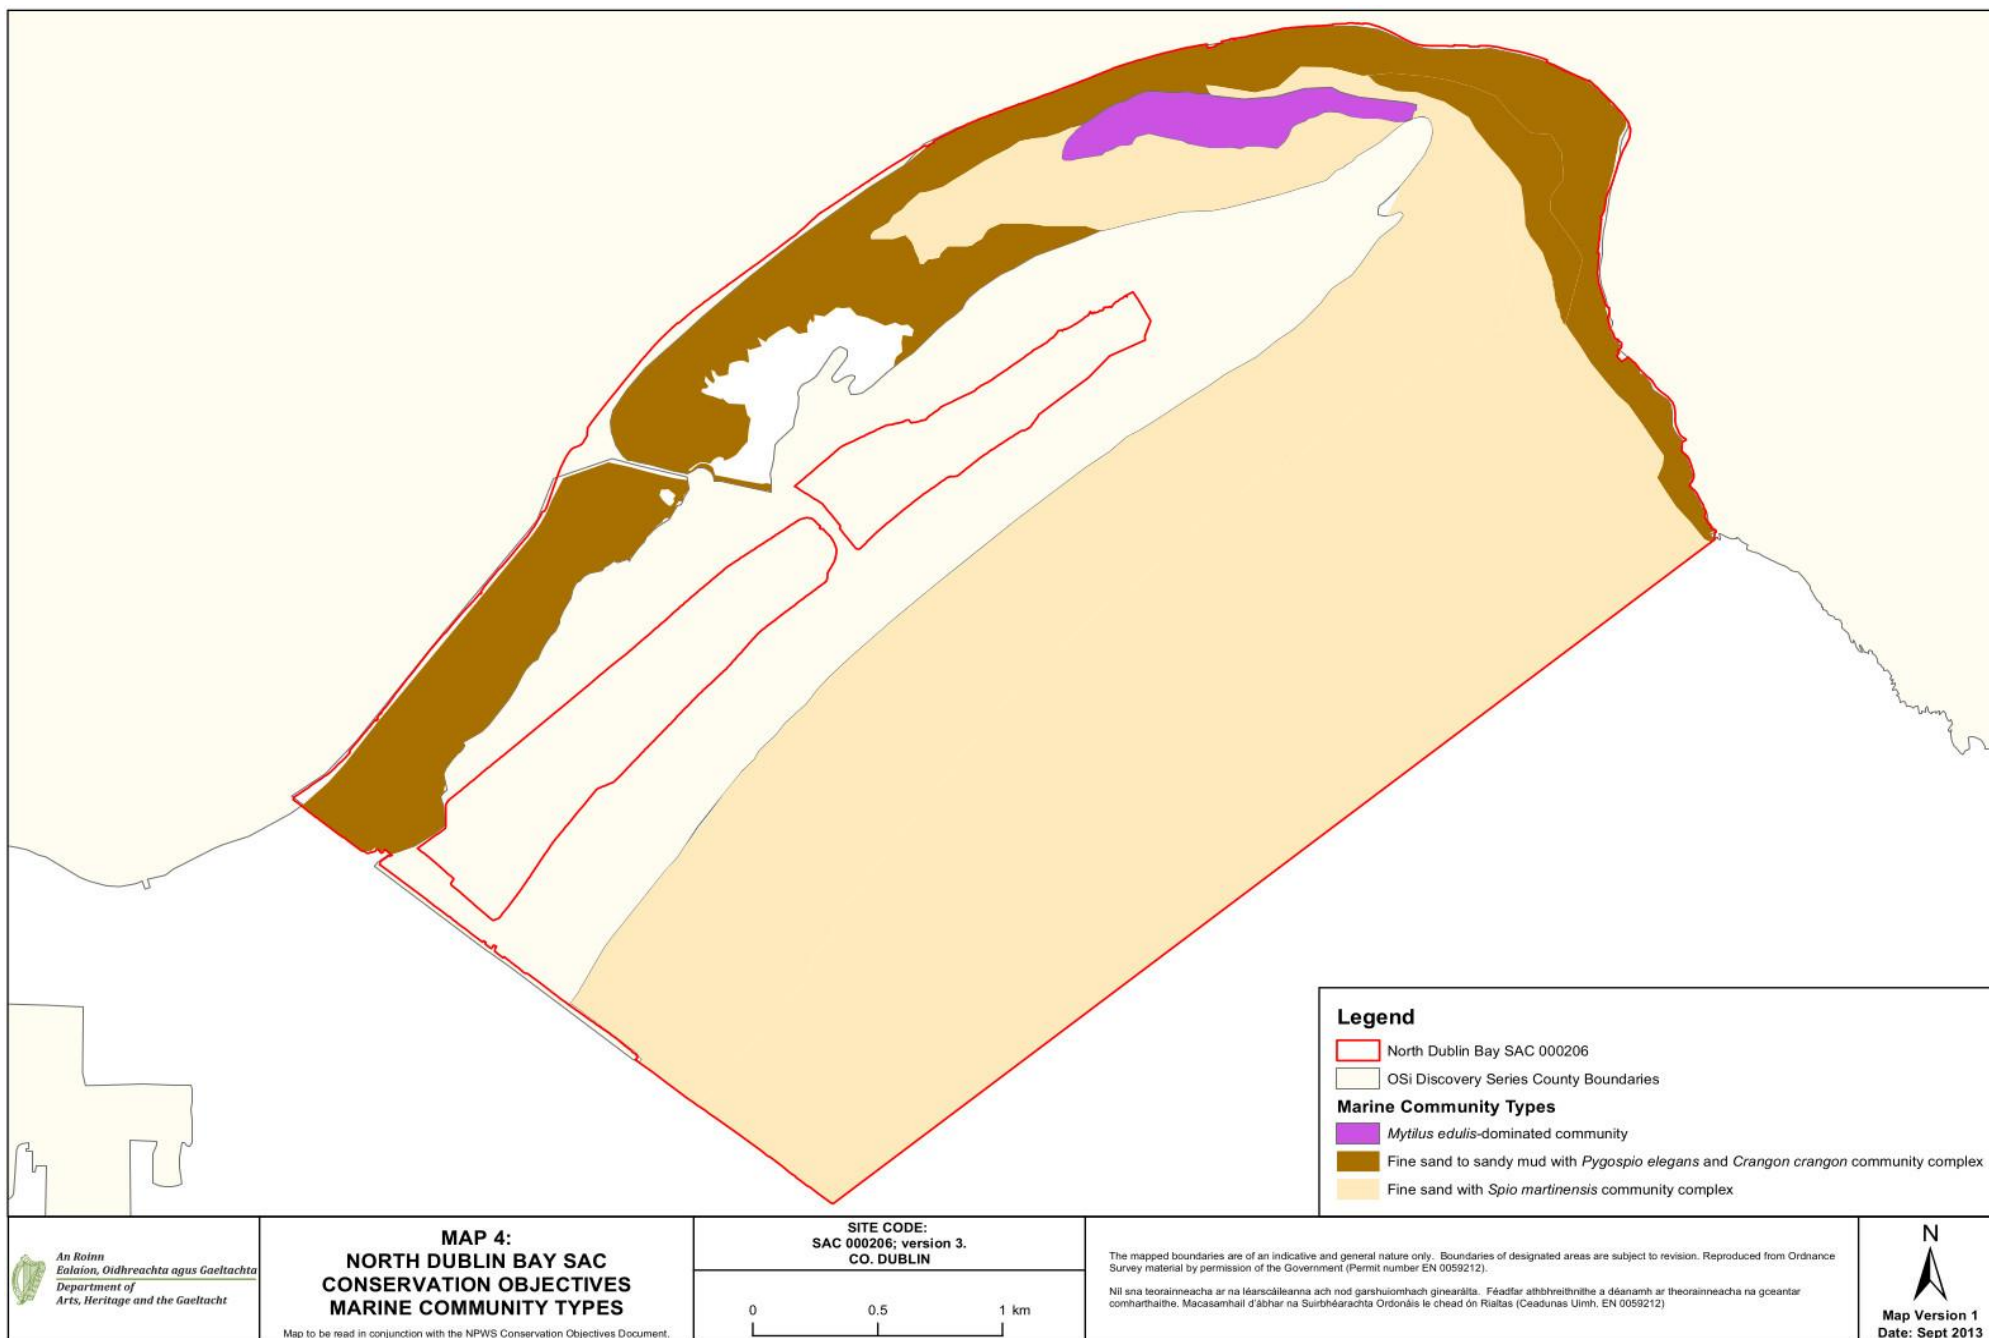 Legend
North Dublin Bay SAC 000206
OSi Discovery Series County Boundaries
Marine Community Types
Mytilus edulis-dominated community
Fine sand to sandy mud with Pygospio elegans and Crangon crangon community complex
Fine sand with Spio martinensis community complex
An Roinn
Ealaíon, Oidhreachta agus Gaeltachta
Department of
Arts, Heritage and the Gaeltacht
MAP 4:
NORTH DUBLIN BAY SAC
CONSERVATION OBJECTIVES
MARINE COMMUNITY TYPES
Map to be read in conjunction with the NPWS Conservation Objectives Document.
SITE CODE:
SAC 000206; version 3.
CO. DUBLIN
0 0.5 1 km
The mapped boundaries are of an indicative and general nature only. Boundaries of designated areas are subject to revision. Reproduced from Ordnance
Survey material by permission of the Government (Permit number EN 0059212).
Níl sna teorainneacha ar na léarscáileanna ach nod garshuiomhach ginearálta. Féadfar athbhreithnithe a déanamh ar theorainneacha na gceantar
comharthaithe. Macasamhail d'ábhar na Suirbhéarachta Ordonáis le chead ón Rialtas (Ceadunas Uimh. EN 0059212)
N
Map Version 1
Date: Sept 2013